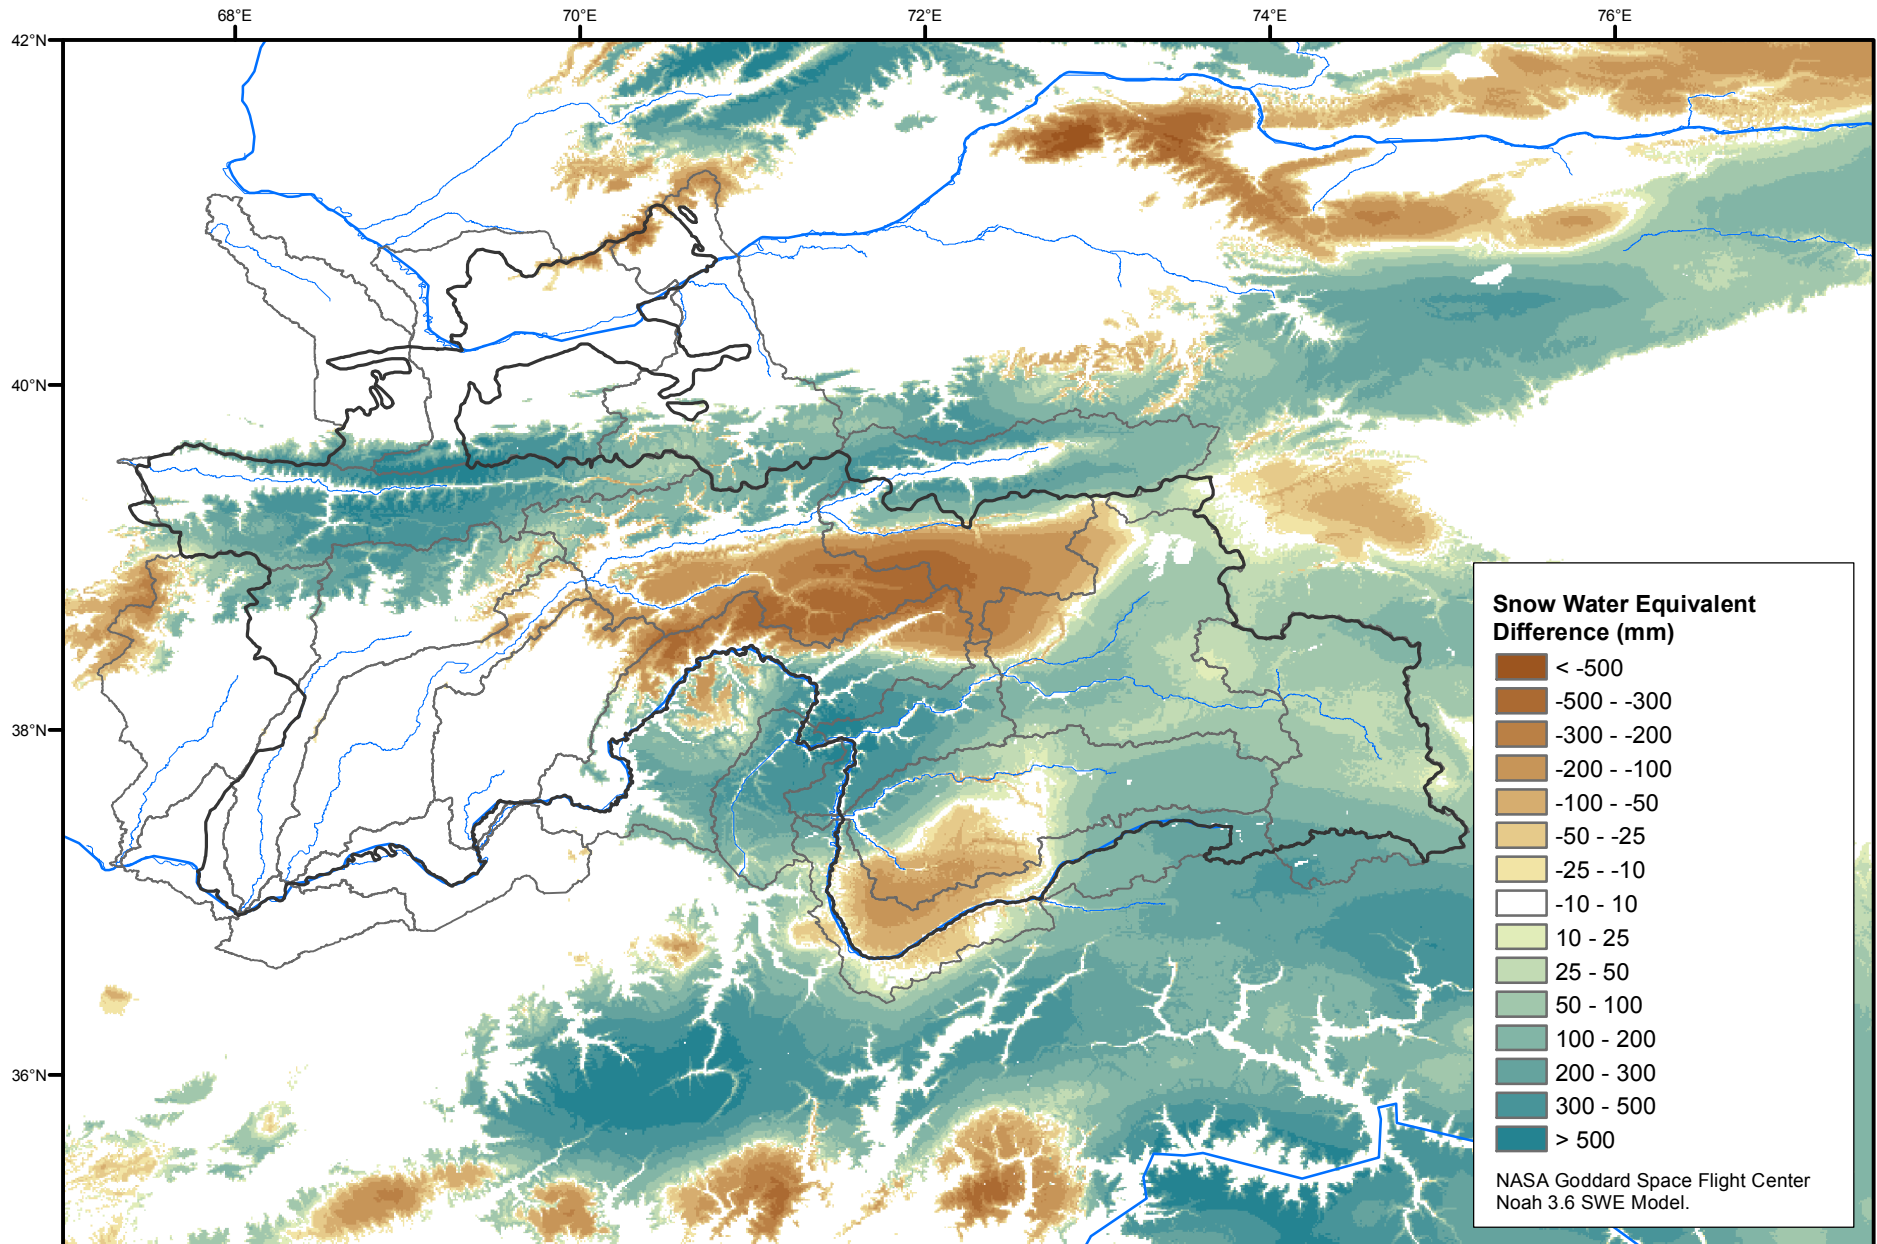 68°E
70°E
72°E
74°E
76°E
42°N
40°N
38°N
36°N
Snow Water Equivalent
Difference (mm)
< -500
-500 - -300
-300 - -200
-200 - -100
-100 - -50
-50 - -25
-25 - -10
-10 - 10
10 - 25
25 - 50
50 - 100
100 - 200
200 - 300
300 - 500
> 500
NASA Goddard Space Flight Center
Noah 3.6 SWE Model.